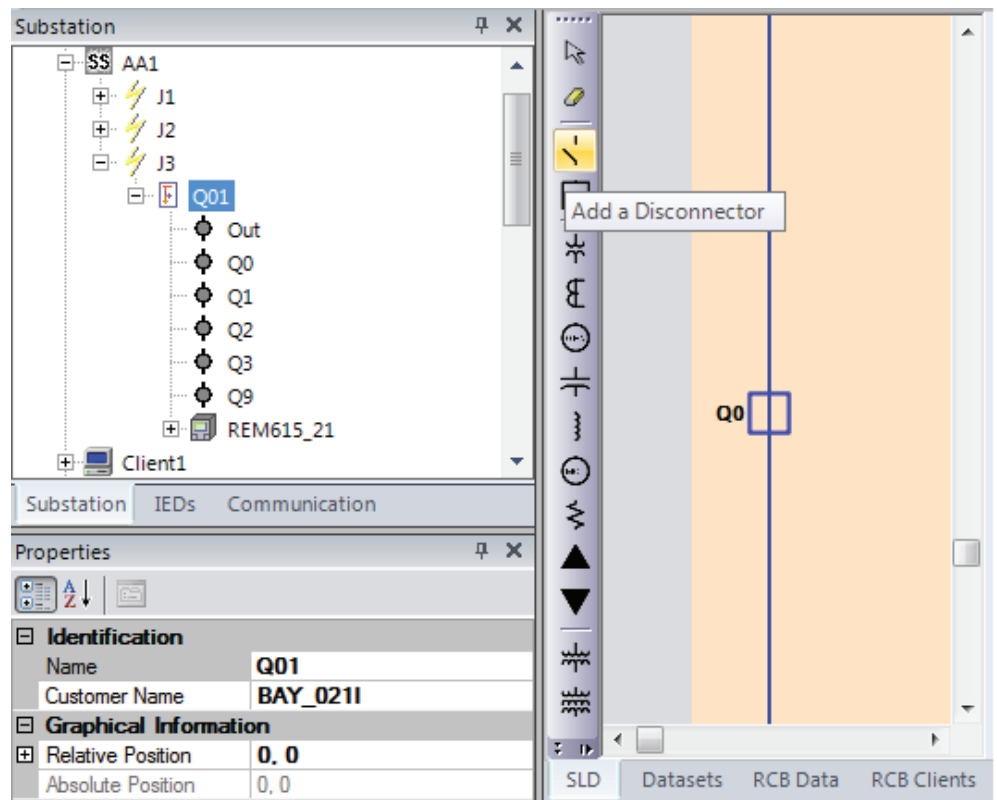 Substation
SS AA1
J1
J2
J3
Q01
Out
Q0
Q1
Q2
Q3
Q9
REM615_21
Client1
Substation IEDs Communication
Properties
A
Z
Identification
Name Q01
Customer Name BAY_021I
Graphical Information
Relative Position 0, 0
Absolute Position 0, 0
Add a Disconnector
Q0
SLD Datasets RCB Data RCB Clients